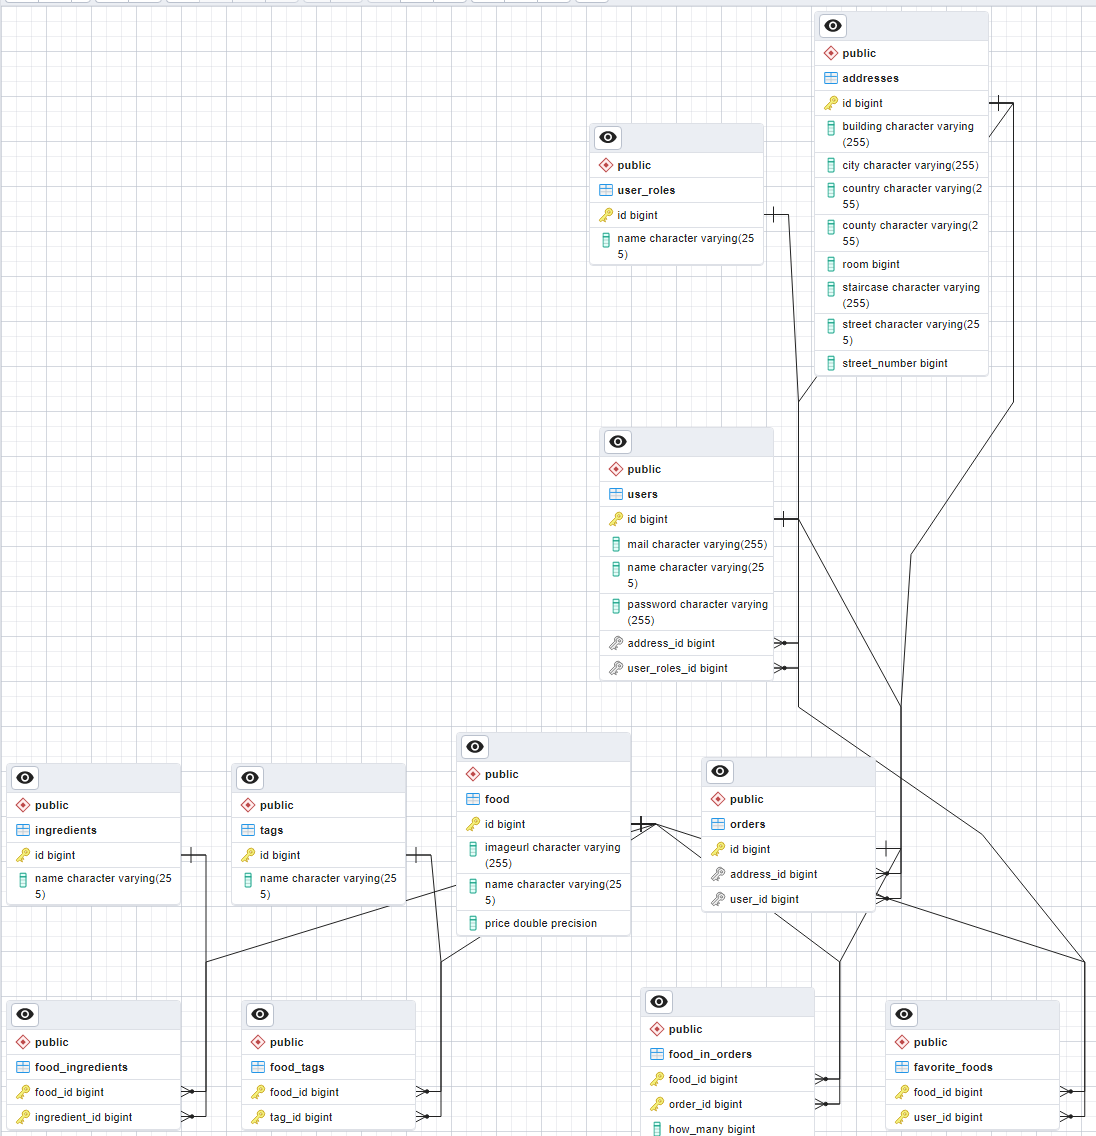 public
addresses
id bigint
building character varying
(255)
city character varying(255)
country character varying(2
55)
county character varying(2
55)
room bigint
staircase character varying
(255)
street character varying(25
5)
street_number bigint
public
user_roles
id bigint
name character varying(25
5)
public
users
id bigint
mail character varying(255)
name character varying(25
5)
password character varying
(255)
address_id bigint
user_roles_id bigint
public
ingredients
id bigint
name character varying(25
5)
public
tags
id bigint
name character varying(25
5)
public
food
id bigint
imageurl character varying
(255)
name character varying(25
5)
price double precision
public
orders
id bigint
address_id bigint
user_id bigint
public
food_ingredients
food_id bigint
ingredient_id bigint
public
food_tags
food_id bigint
tag_id bigint
public
food_in_orders
food_id bigint
order_id bigint
how_many bigint
public
favorite_foods
food_id bigint
user_id bigint